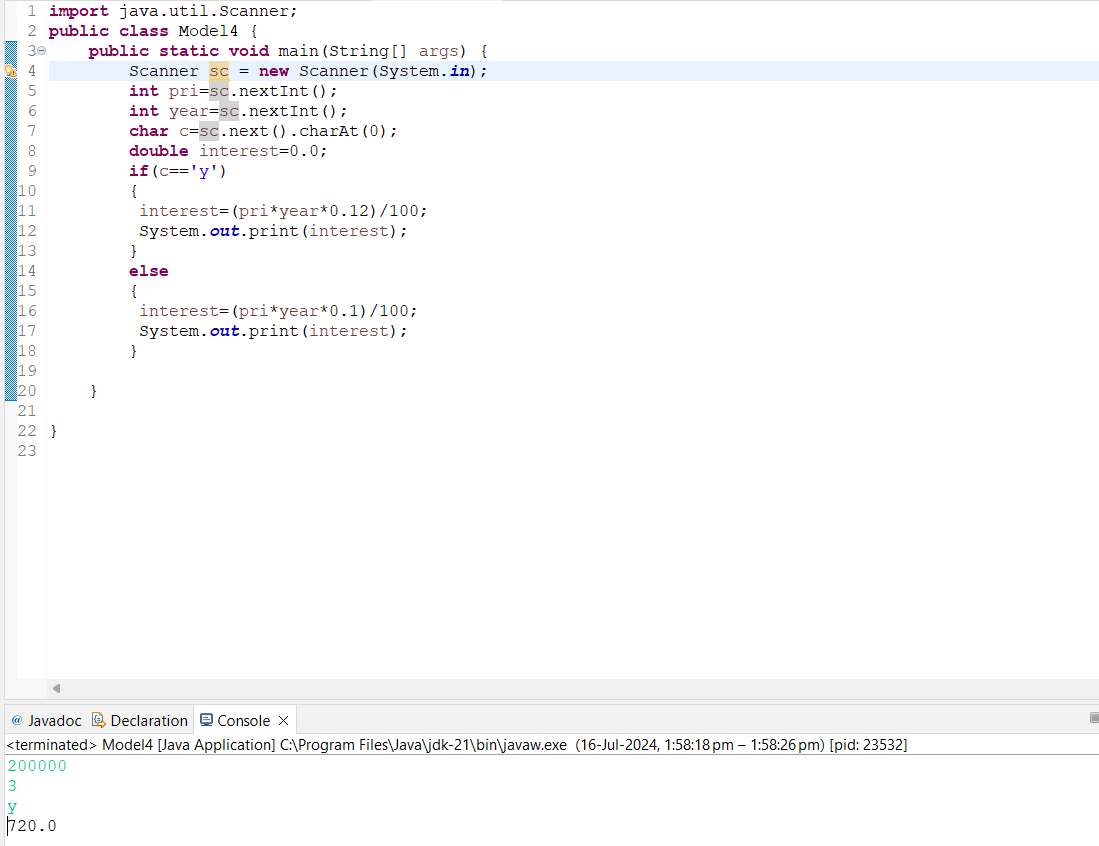 1 import java.util.Scanner;
2 public class Model4 {
3 public static void main(String[] args) {
4 Scanner sc = new Scanner(System.in);
5 int pri=sc.nextInt();
6 int year=sc.nextInt();
7 char c=sc.next().charAt(0);
8 double interest=0.0;
9 if(c=='y')
10 {
11 interest=(pri*year*0.12)/100;
12 System.out.print(interest);
13 }
14 else
15 {
16 interest=(pri*year*0.1)/100;
17 System.out.print(interest);
18 }
19
20 }
21
22 }
23
@ Javadoc Declaration Console
<terminated> Model4 [Java Application] C:\Program Files\Java\jdk-21\bin\javaw.exe (16-Jul-2024, 1:58:18 pm – 1:58:26 pm) [pid: 23532]
200000
3
y
720.0